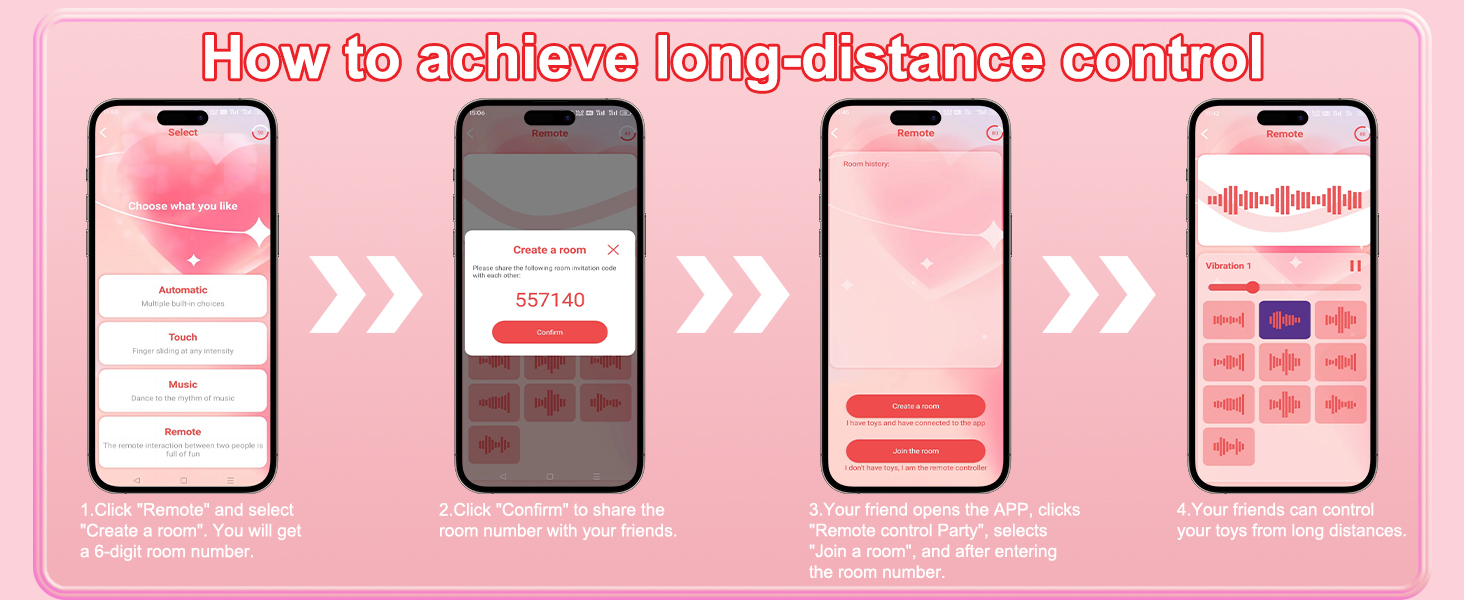 How to achieve long-distance control
Select
Choose what you like
Automatic
Multiple built-in choices
Touch
Finger sliding at any intensity
Music
Dance to the rhythm of music
Remote
The remote interaction between two people is
full of fun
1.Click "Remote" and select
"Create a room". You will get
a 6-digit room number.
15:06
Remote
Create a room
Please share the following room invitation code
with each other:
557140
Confirm
2.Click "Confirm" to share the
room number with your friends.
Remote
Room history:
Create a room
I have toys and have connected to the app
Join the room
I don't have toys, I am the remote controller
3.Your friend opens the APP, clicks
"Remote control Party", selects
"Join a room", and after entering
the room number.
Remote
Vibration 1
4.Your friends can control
your toys from long distances.